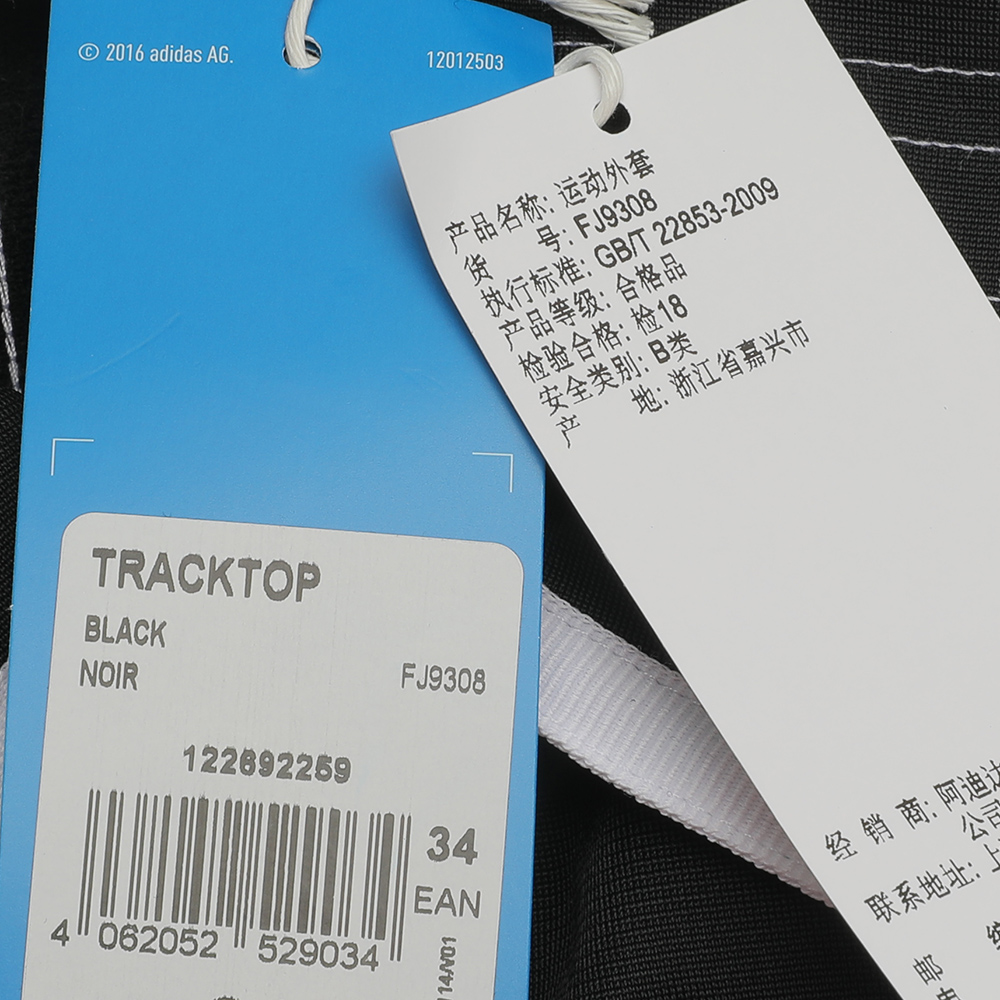 © 2016 adidas AG.
12012503
TRACKTOP
BLACK
NOIR
FJ9308
122692259
34
EAN
4 062052 529034
114/V01
产品名称: 运动外套
货 号: FJ9308
执行标准: GB/T 22853-2009
产品等级: 合格品
检验合格: 检18
安全类别: B类
产 地: 浙江省嘉兴市
经 销 商: 阿迪达
公司
联系地址: 上
邮